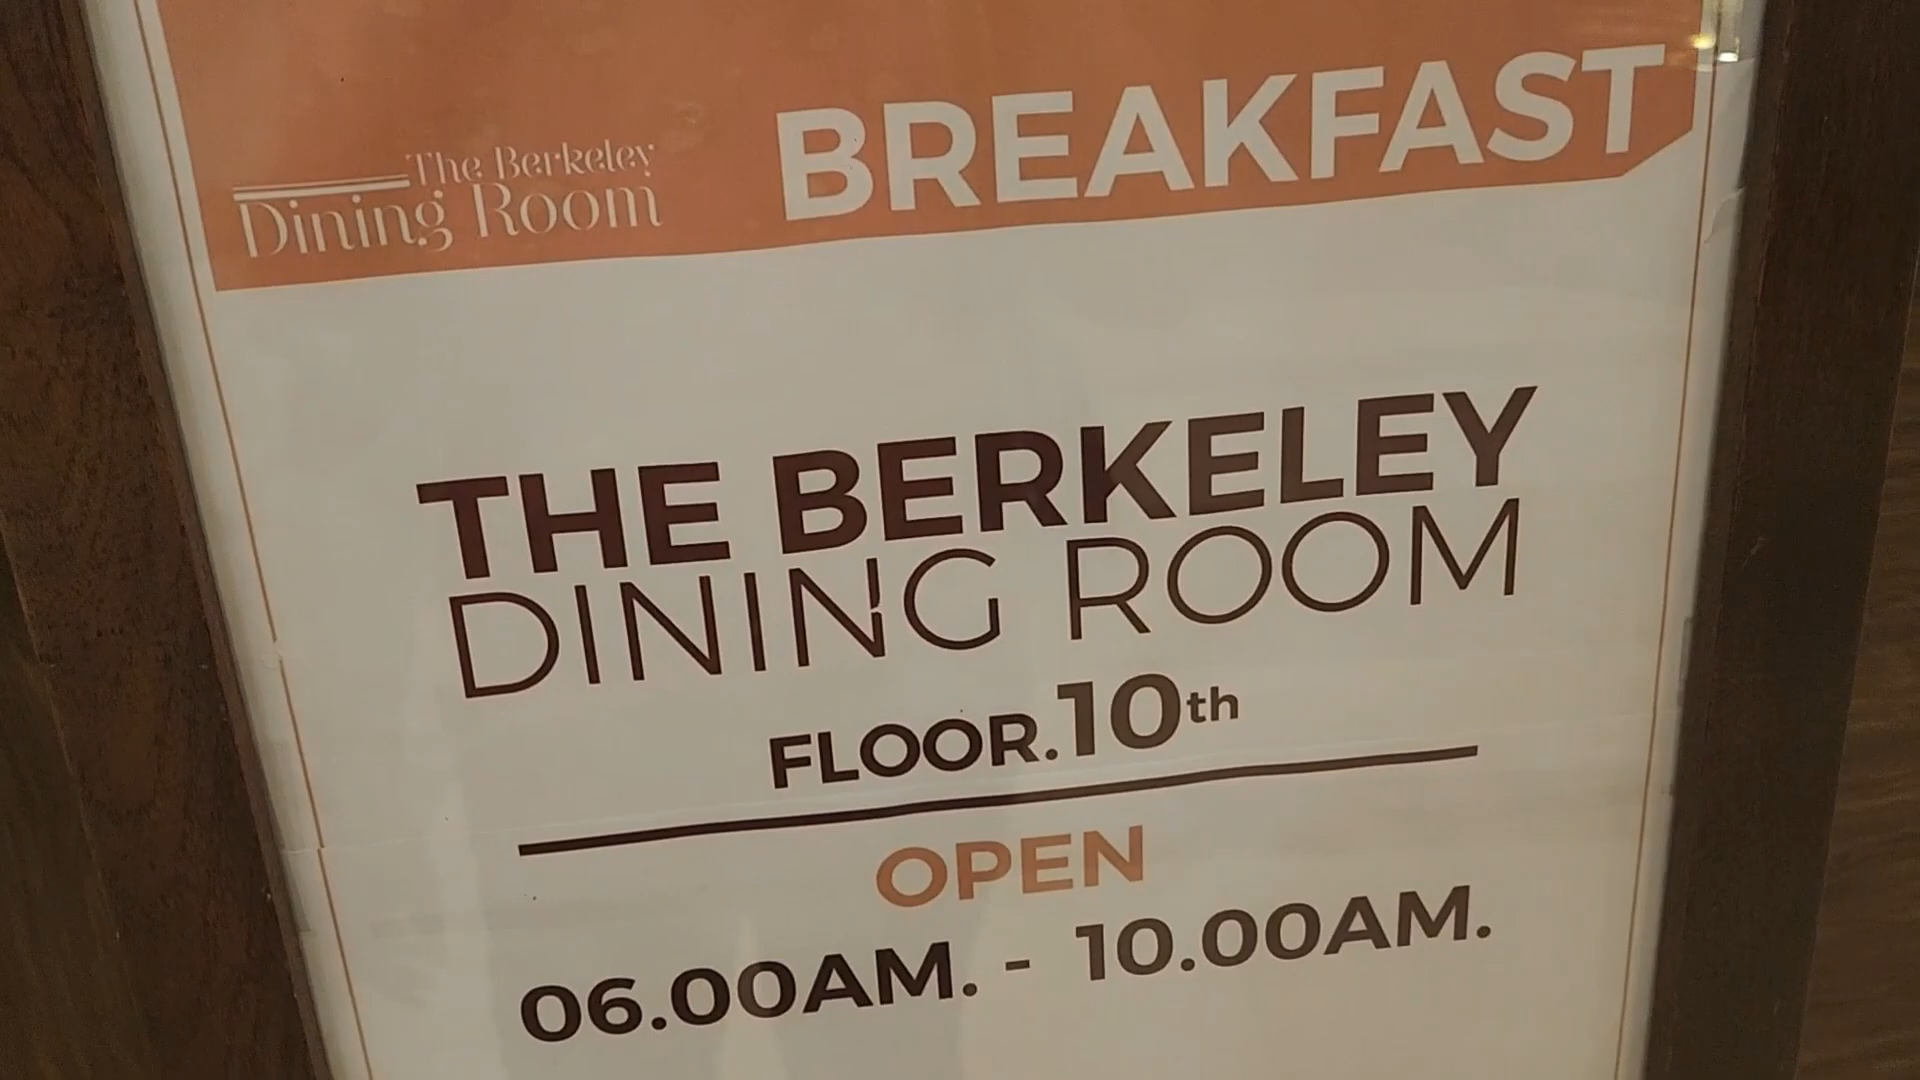 The Berkeley
Dining Room
BREAKFAST
THE BERKELEY
DINING ROOM
FLOOR.10th
OPEN
06.00AM. - 10.00AM.